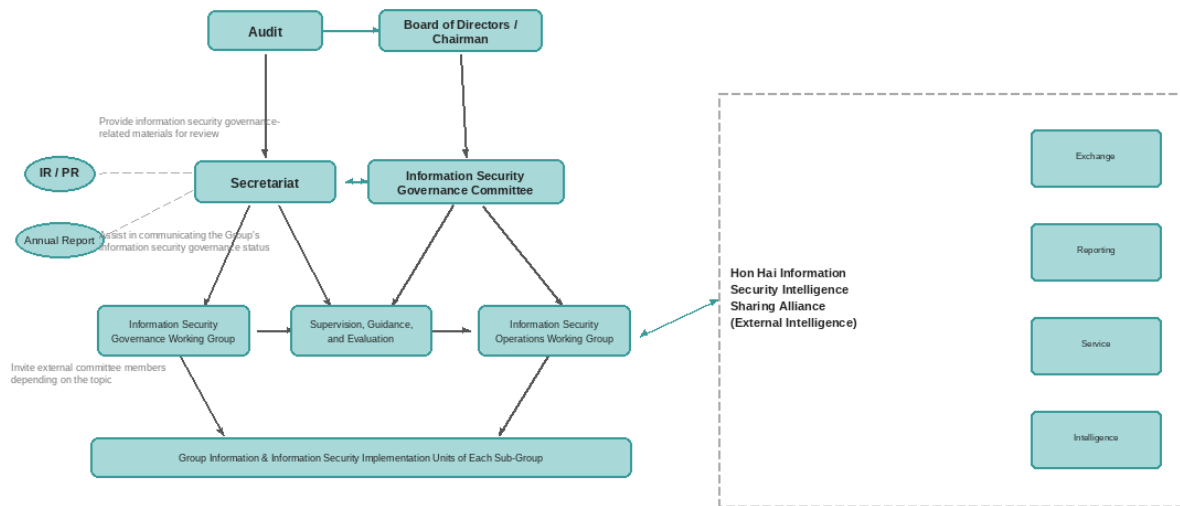 Audit
Board of Directors /
Chairman
Provide information security governance-
related materials for review
IR / PR
Secretariat
Information Security
Governance Committee
Annual Report
Assist in communicating the Group's
information security governance status
Information Security
Governance Working Group
Supervision, Guidance,
and Evaluation
Information Security
Operations Working Group
Invite external committee members
depending on the topic
Group Information & Information Security Implementation Units of Each Sub-Group
Hon Hai Information
Security Intelligence
Sharing Alliance
(External Intelligence)
Exchange
Reporting
Service
Intelligence